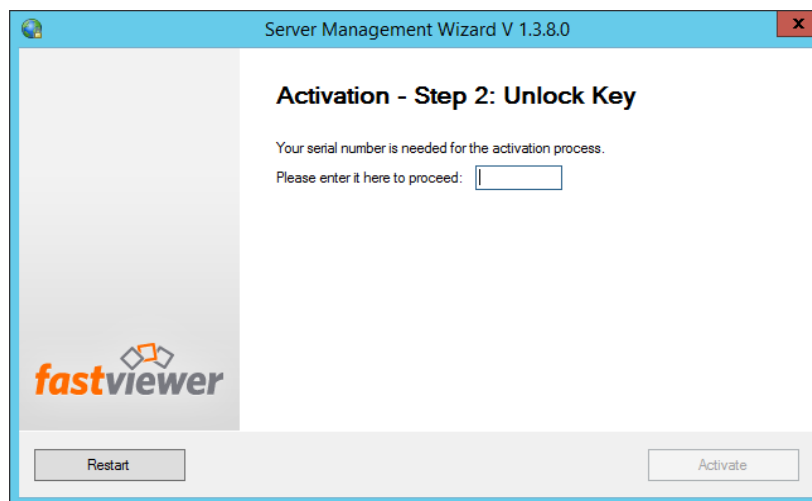 Server Management Wizard V 1.3.8.0
x
Activation - Step 2: Unlock Key
Your serial number is needed for the activation process.
Please enter it here to proceed:
fastviewer
Restart
Activate